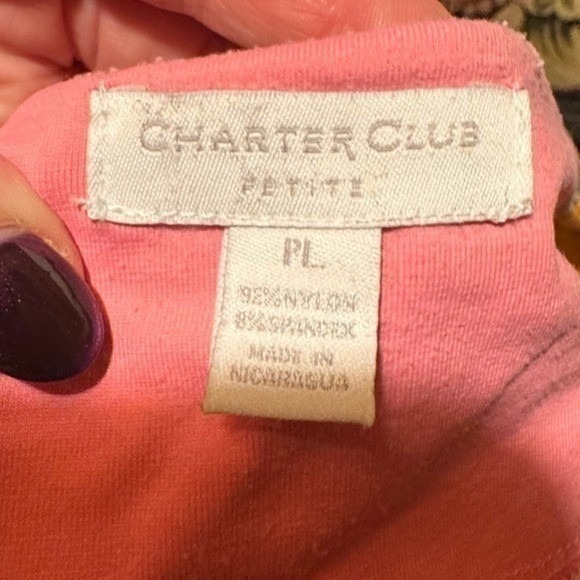 CHARTER CLUB
PETITE
PL
92% NYLON
8% SPANDEX
MADE IN
NICARAGUA